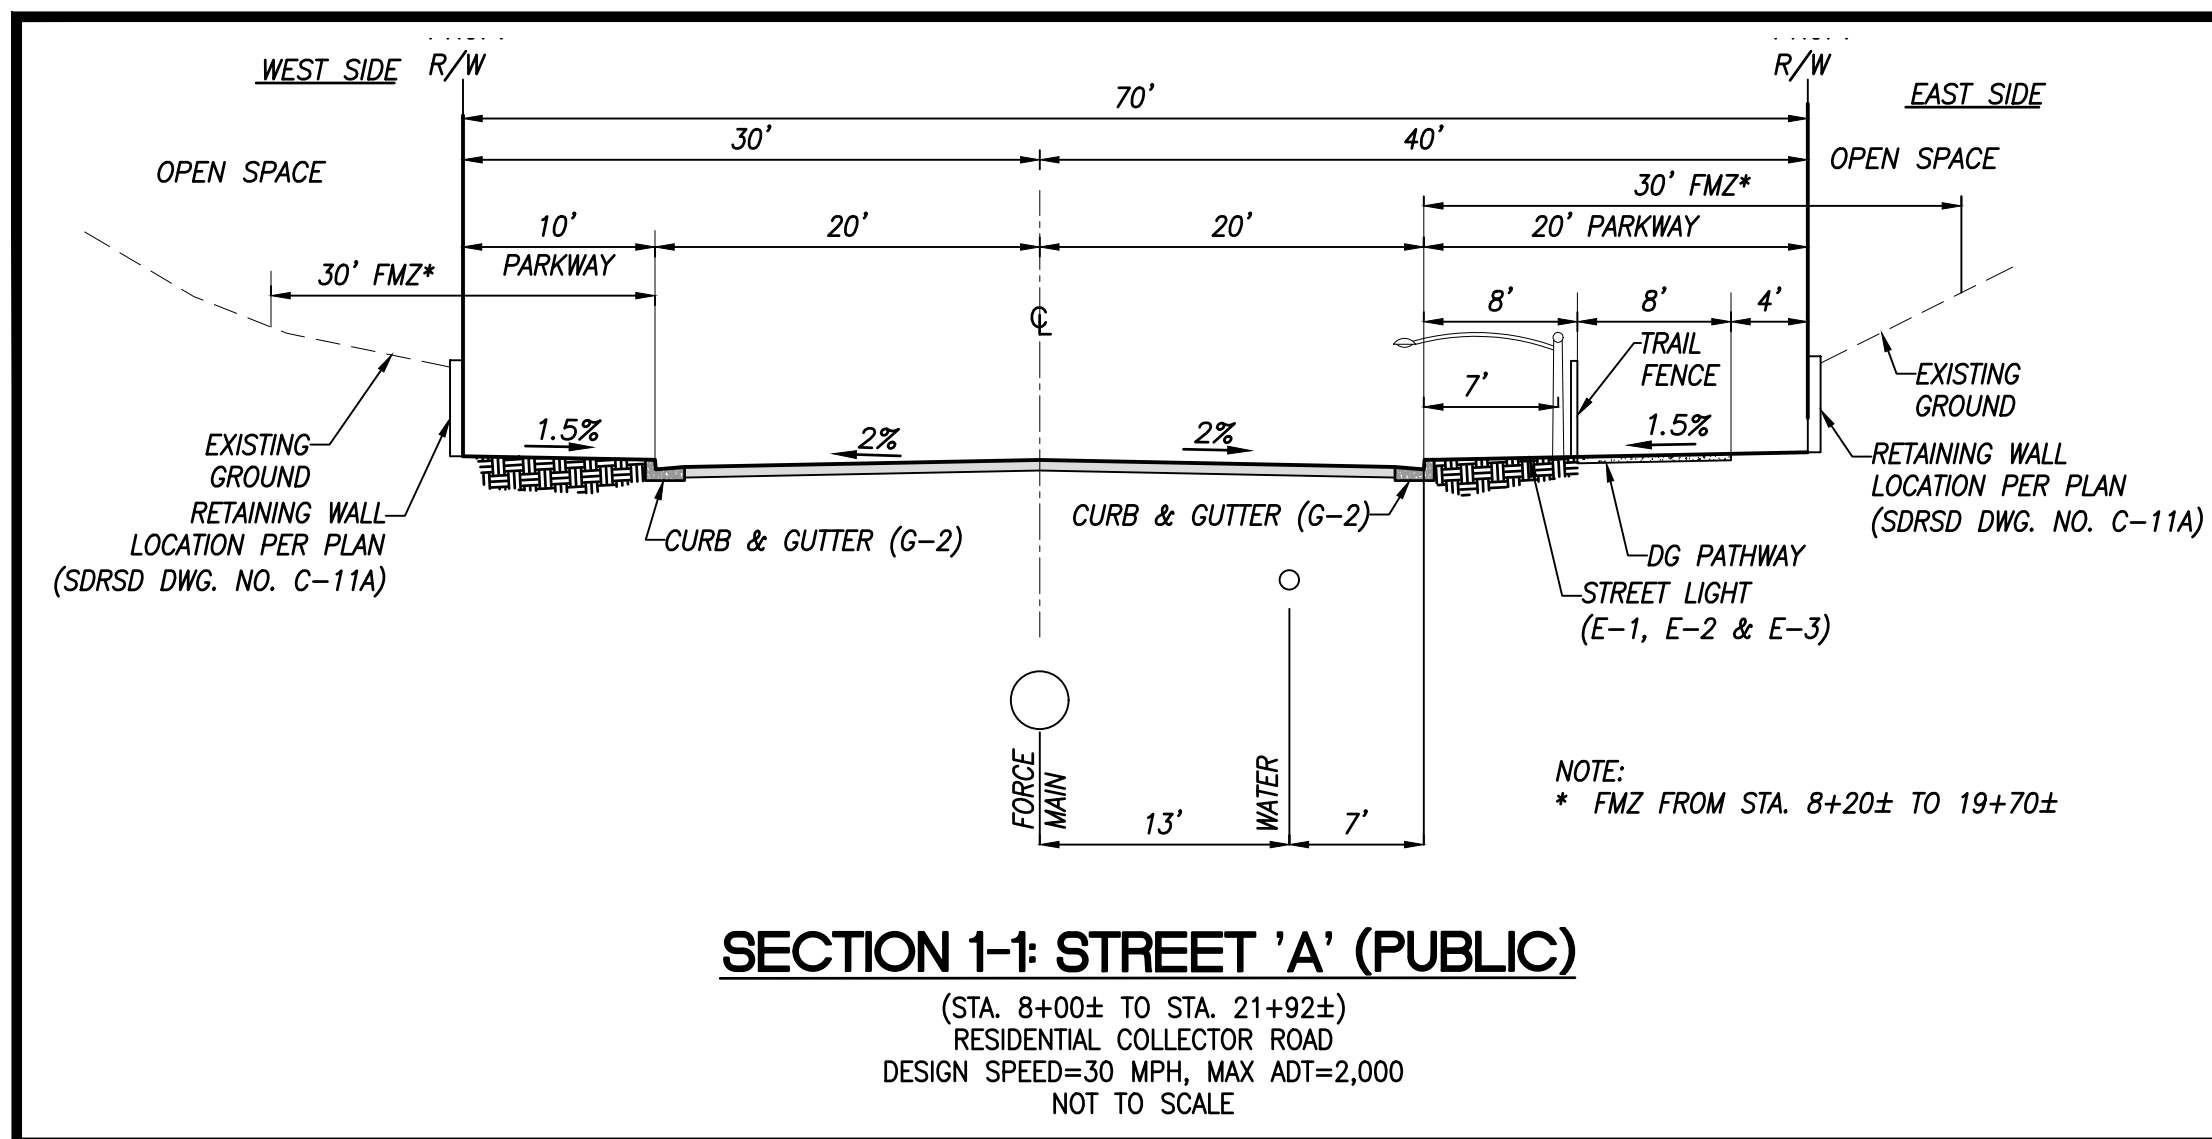 WEST SIDE
R/W
R/W
EAST SIDE
70'
30'
40'
OPEN SPACE
OPEN SPACE
30' FMZ*
10'
PARKWAY
20'
20'
20' PARKWAY
30' FMZ*
8'
8'
4'
℄
TRAIL
FENCE
7'
EXISTING
GROUND
1.5%
2%
2%
1.5%
EXISTING
GROUND
RETAINING WALL
LOCATION PER PLAN
(SDRSD DWG. NO. C-11A)
RETAINING WALL
LOCATION PER PLAN
(SDRSD DWG. NO. C-11A)
CURB & GUTTER (G-2)
CURB & GUTTER (G-2)
DG PATHWAY
STREET LIGHT
(E-1, E-2 & E-3)
FORCE
MAIN
WATER
13'
7'
NOTE:
* FMZ FROM STA. 8+20± TO 19+70±
SECTION 1-1: STREET 'A' (PUBLIC)
(STA. 8+00± TO STA. 21+92±)
RESIDENTIAL COLLECTOR ROAD
DESIGN SPEED=30 MPH, MAX ADT=2,000
NOT TO SCALE